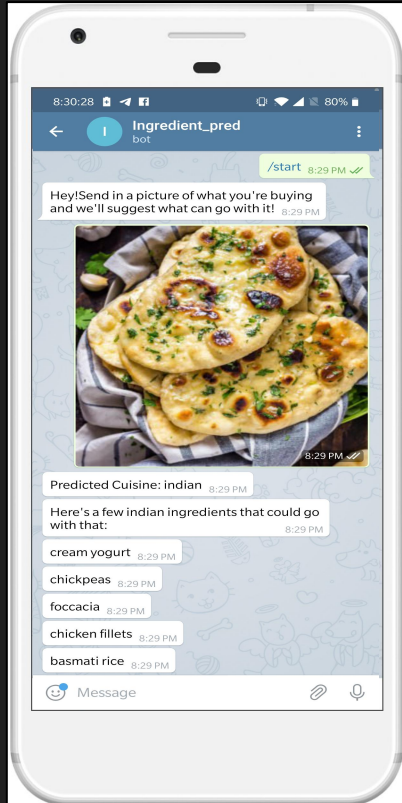 8:30:28 80%
I Ingredient_pred
bot
/start 8:29 PM
Hey!Send in a picture of what you're buying
and we'll suggest what can go with it! 8:29 PM
8:29 PM
Predicted Cuisine: indian 8:29 PM
Here's a few indian ingredients that could go
with that: 8:29 PM
cream yogurt 8:29 PM
chickpeas 8:29 PM
foccacia 8:29 PM
chicken fillets 8:29 PM
basmati rice 8:29 PM
Message